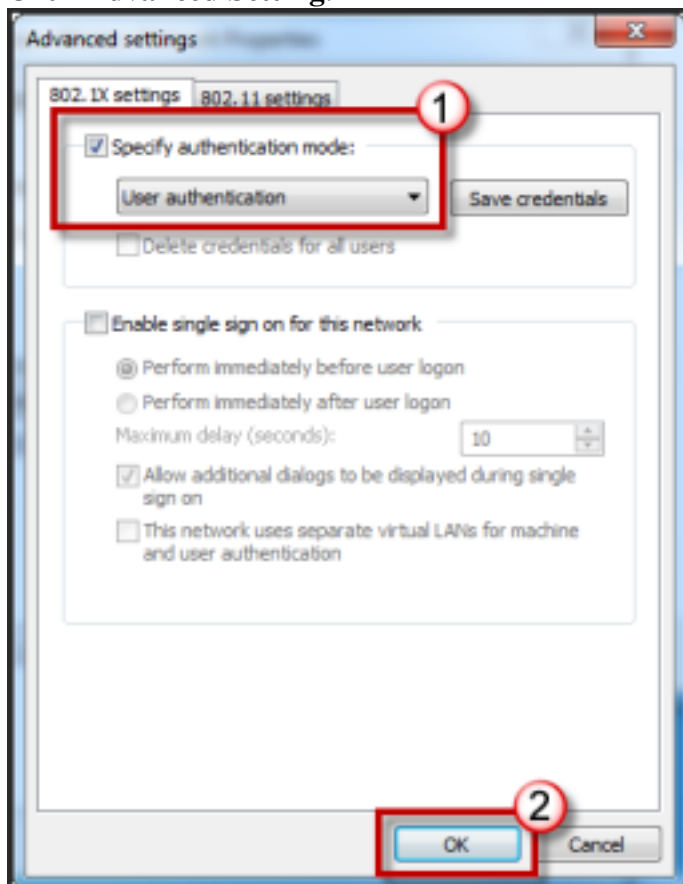 Advanced settings
802.1X settings 802.11 settings
1
Specify authentication mode:
User authentication Save credentials
Delete credentials for all users
Enable single sign on for this network
Perform immediately before user logon
Perform immediately after user logon
Maximum delay (seconds): 10
Allow additional dialogs to be displayed during single
sign on
This network uses separate virtual LANs for machine
and user authentication
2
OK Cancel